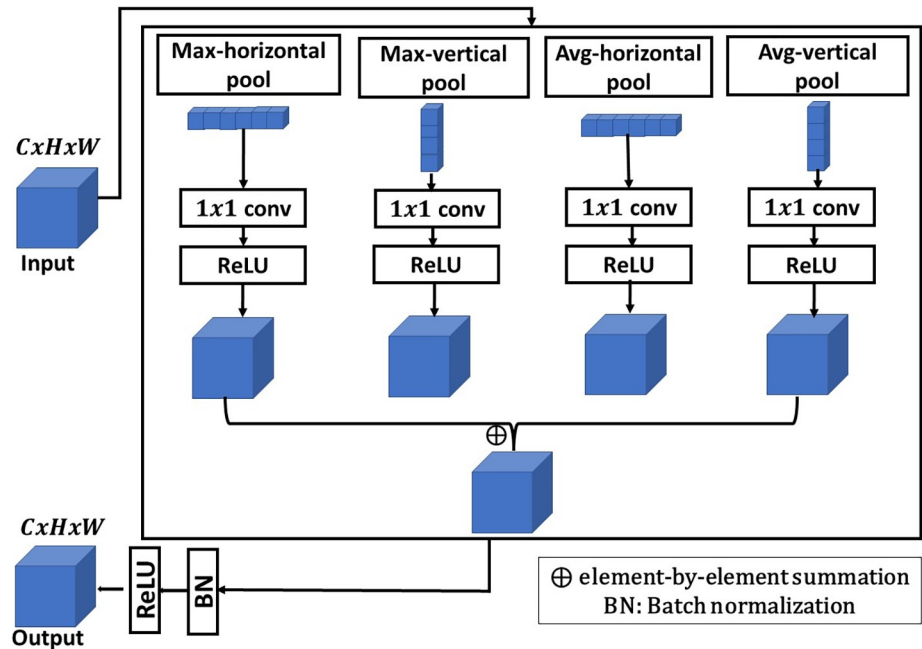 Max-horizontal
pool
Max-vertical
pool
Avg-horizontal
pool
Avg-vertical
pool
CxHxW
Input
1x1 conv
1x1 conv
1x1 conv
1x1 conv
ReLU
ReLU
ReLU
ReLU
⊕
CxHxW
Output
ReLU
BN
⊕ element-by-element summation
BN: Batch normalization